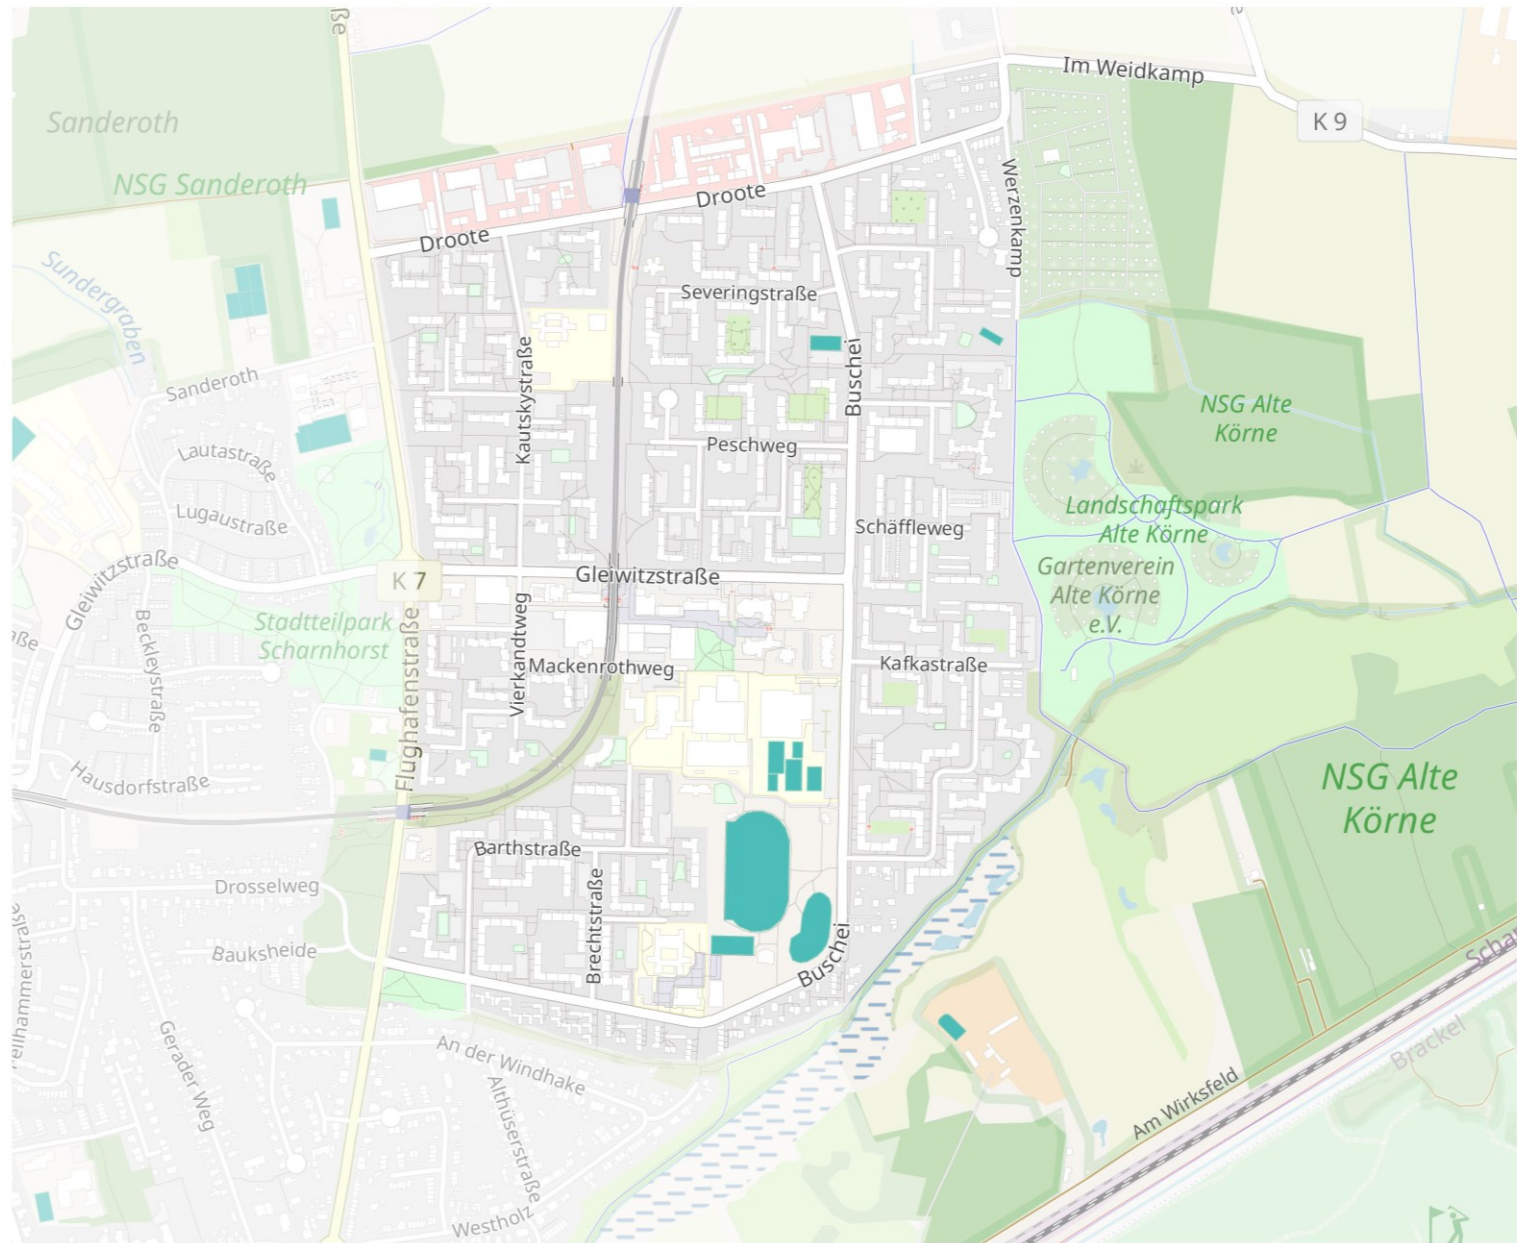 Im Weidkamp
K 9
Sanderoth
NSG Sanderoth
Droote
Droote
Werzenkamp
Sundergraben
Severingstraße
Sanderoth
Kautskystraße
Buschei
NSG Alte
Körne
Lautastraße
Peschweg
Lugaustraße
Landschaftspark
Alte Körne
Schäffleweg
Gleiwitzstraße
K 7
Gleiwitzstraße
Gartenverein
Alte Körne
e.V.
Beckleystraße
Stadtteilpark
Scharnhorst
Flughafenstraße
Vierkandtweg
Mackenrothweg
Kafkastraße
Hausdorfstraße
NSG Alte
Körne
Barthstraße
Drosselweg
Brechtstraße
Bauksheide
Buschei
Gerader Weg
An der Windhake
Althüserstraße
Am Wirksfeld
Brackel
Westholz